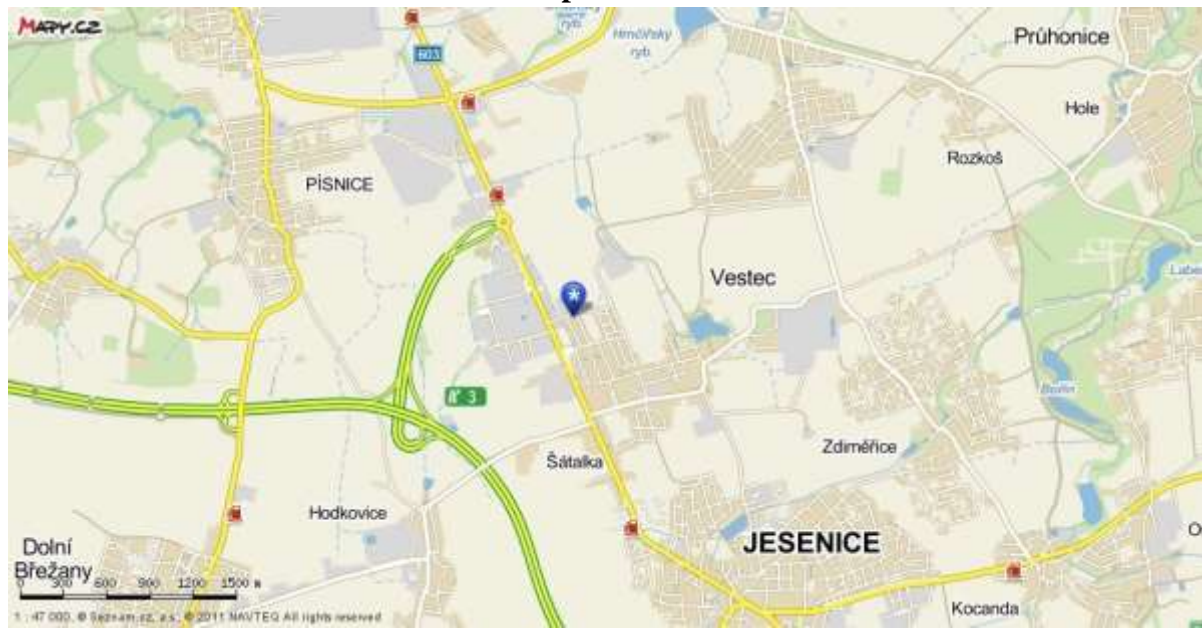 MAPY.CZ
603
Hrnčířský
ryb.
Průhonice
Hole
Rozkoš
PÍSNICE
Vestec
3
Šátalka
Zdiměřice
Hodkovice
JESENICE
Dolní
Břežany
0 300 600 900 1200 1500 m
Kocanda
1 : 47 000, © Seznam.cz, a.s., © 2011 NAVTEQ All rights reserved